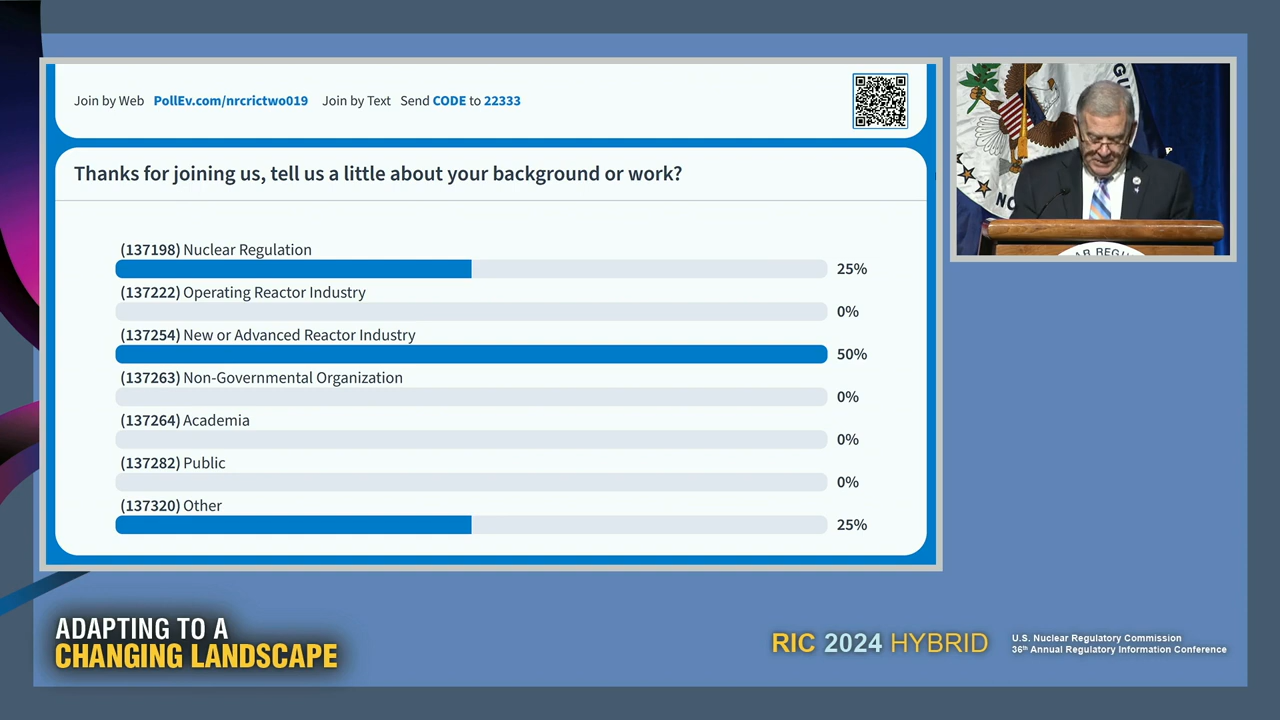 Join by Web PollEv.com/nrcrictwo019 Join by Text Send CODE to 22333
Thanks for joining us, tell us a little about your background or work?
(137198) Nuclear Regulation
25%
(137222) Operating Reactor Industry
0%
(137254) New or Advanced Reactor Industry
50%
(137263) Non-Governmental Organization
0%
(137264) Academia
0%
(137282) Public
0%
(137320) Other
25%
AR REGU
ADAPTING TO A
CHANGING LANDSCAPE
RIC 2024 HYBRID
U.S. Nuclear Regulatory Commission
36th Annual Regulatory Information Conference